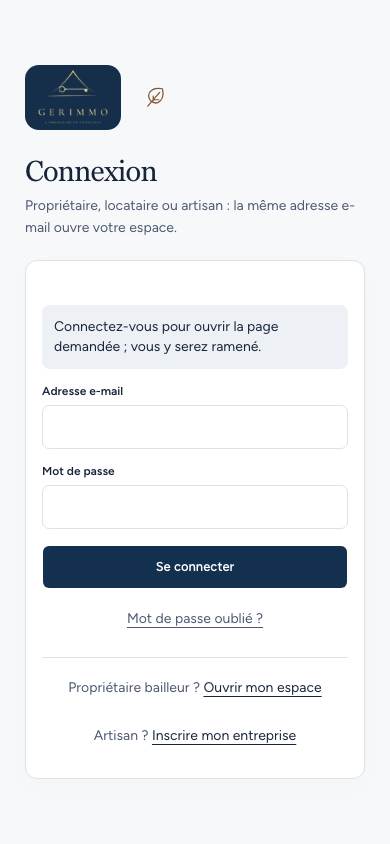 GERIMMO
Connexion
Propriétaire, locataire ou artisan : la même adresse e-
mail ouvre votre espace.
Connectez-vous pour ouvrir la page
demandée ; vous y serez ramené.
Adresse e-mail
Mot de passe
Se connecter
Mot de passe oublié ?
Propriétaire bailleur ? Ouvrir mon espace
Artisan ? Inscrire mon entreprise